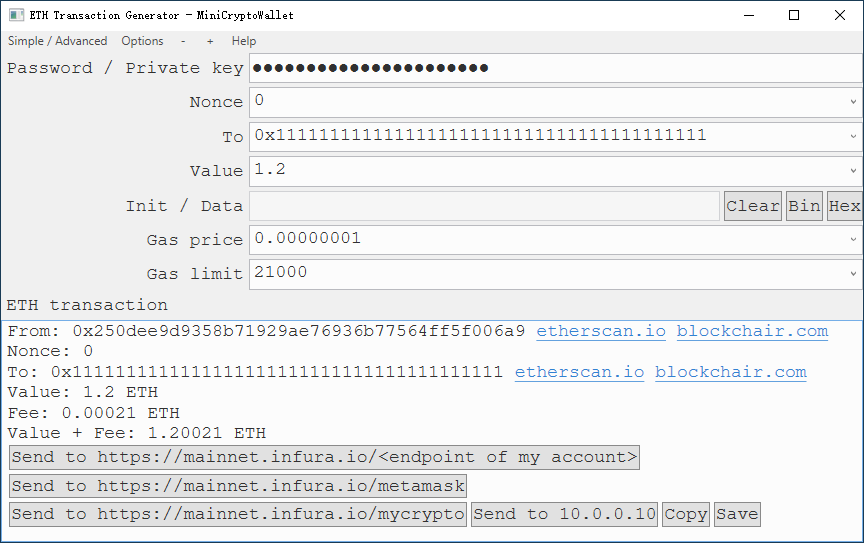 ETH Transaction Generator - MiniCryptoWallet
Simple / Advanced Options - + Help
Password / Private key ●●●●●●●●●●●●●●●●●●●●●●
Nonce 0
To 0x1111111111111111111111111111111111111111
Value 1.2
Init / Data Clear Bin Hex
Gas price 0.00000001
Gas limit 21000
ETH transaction
From: 0x250dee9d9358b71929ae76936b77564ff5f006a9 etherscan.io blockchair.com
Nonce: 0
To: 0x1111111111111111111111111111111111111111 etherscan.io blockchair.com
Value: 1.2 ETH
Fee: 0.00021 ETH
Value + Fee: 1.20021 ETH
Send to https://mainnet.infura.io/<endpoint of my account>
Send to https://mainnet.infura.io/metamask
Send to https://mainnet.infura.io/mycrypto Send to 10.0.0.10 Copy Save